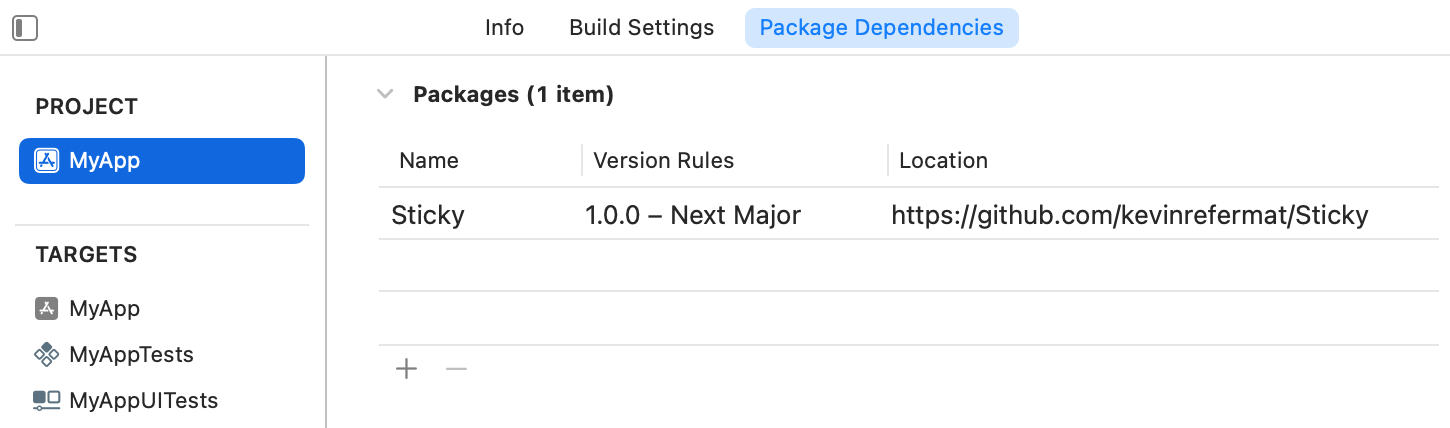 Info Build Settings Package Dependencies
PROJECT
MyApp
TARGETS
MyApp
MyAppTests
MyAppUITests
Packages (1 item)
Name Version Rules Location
Sticky 1.0.0 – Next Major https://github.com/kevinrefermat/Sticky